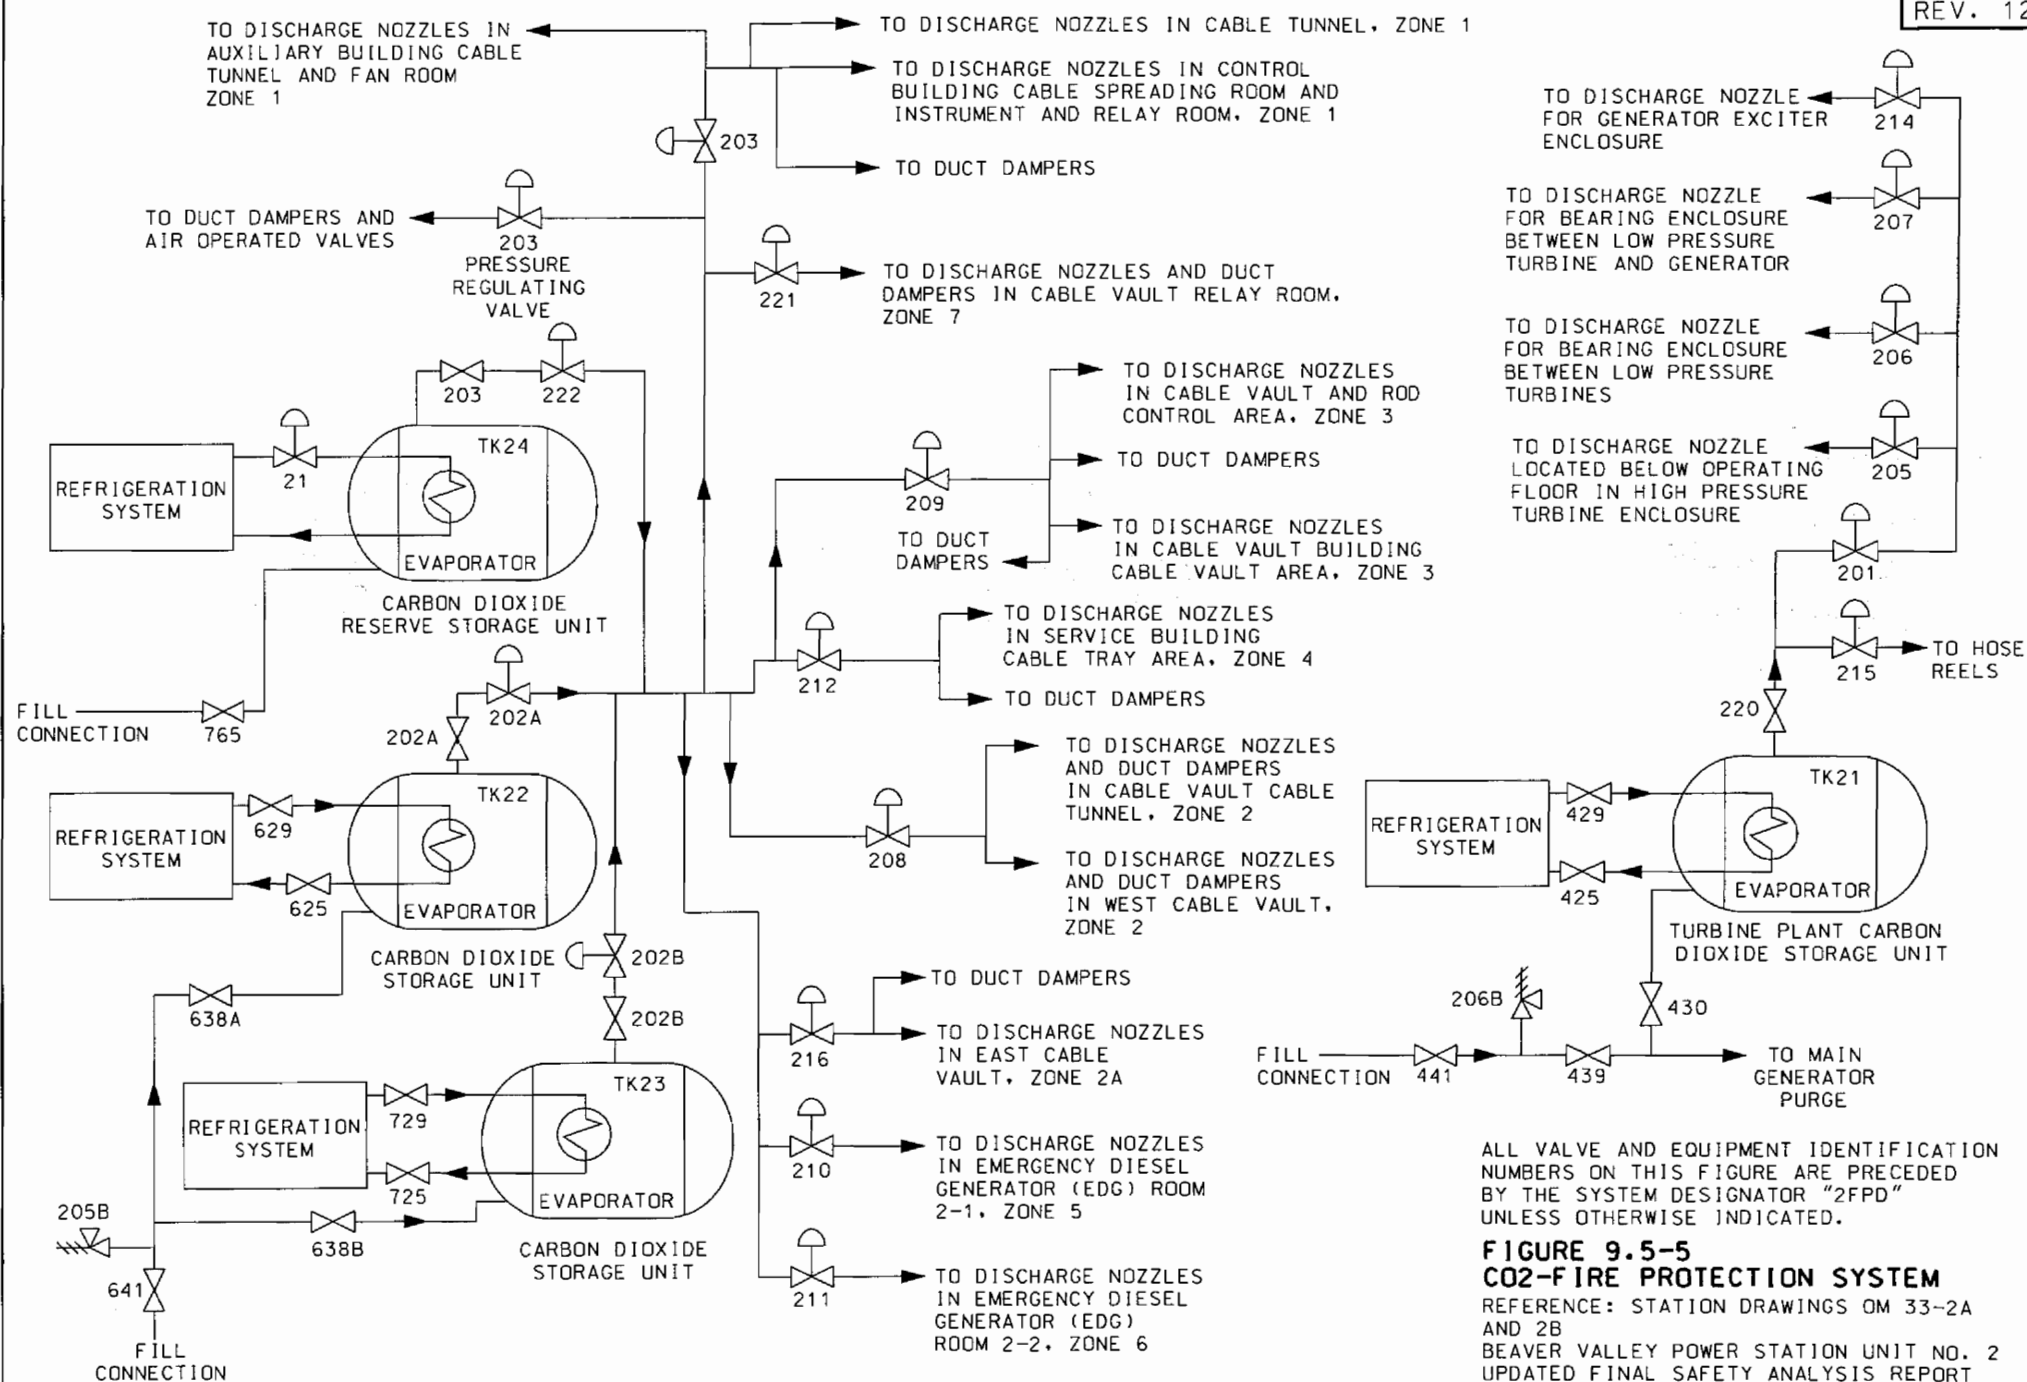 REV. 12
TO DISCHARGE NOZZLES IN
AUXILIARY BUILDING CABLE
TUNNEL AND FAN ROOM
ZONE 1
TO DISCHARGE NOZZLES IN CABLE TUNNEL, ZONE 1
TO DISCHARGE NOZZLES IN CONTROL
BUILDING CABLE SPREADING ROOM AND
INSTRUMENT AND RELAY ROOM, ZONE 1
203
TO DUCT DAMPERS
TO DUCT DAMPERS AND
AIR OPERATED VALVES
203
PRESSURE
REGULATING
VALVE
221
TO DISCHARGE NOZZLES AND DUCT
DAMPERS IN CABLE VAULT RELAY ROOM,
ZONE 7
203
222
21
REFRIGERATION
SYSTEM
TK24
EVAPORATOR
CARBON DIOXIDE
RESERVE STORAGE UNIT
FILL
CONNECTION
765
209
TO DISCHARGE NOZZLES
IN CABLE VAULT AND ROD
CONTROL AREA, ZONE 3
TO DUCT DAMPERS
TO DISCHARGE NOZZLES
IN CABLE VAULT BUILDING
CABLE VAULT AREA, ZONE 3
TO DUCT
DAMPERS
212
TO DISCHARGE NOZZLES
IN SERVICE BUILDING
CABLE TRAY AREA, ZONE 4
TO DUCT DAMPERS
202A
202A
REFRIGERATION
SYSTEM
629
625
TK22
EVAPORATOR
CARBON DIOXIDE
STORAGE UNIT
638A
208
TO DISCHARGE NOZZLES
AND DUCT DAMPERS
IN CABLE VAULT CABLE
TUNNEL, ZONE 2
TO DISCHARGE NOZZLES
AND DUCT DAMPERS
IN WEST CABLE VAULT,
ZONE 2
202B
202B
REFRIGERATION
SYSTEM
729
725
TK23
EVAPORATOR
CARBON DIOXIDE
STORAGE UNIT
205B
638B
641
FILL
CONNECTION
216
TO DUCT DAMPERS
TO DISCHARGE NOZZLES
IN EAST CABLE
VAULT, ZONE 2A
210
TO DISCHARGE NOZZLES
IN EMERGENCY DIESEL
GENERATOR (EDG) ROOM
2-1, ZONE 5
211
TO DISCHARGE NOZZLES
IN EMERGENCY DIESEL
GENERATOR (EDG)
ROOM 2-2, ZONE 6
TO DISCHARGE NOZZLE
FOR GENERATOR EXCITER
ENCLOSURE
214
TO DISCHARGE NOZZLE
FOR BEARING ENCLOSURE
BETWEEN LOW PRESSURE
TURBINE AND GENERATOR
207
TO DISCHARGE NOZZLE
FOR BEARING ENCLOSURE
BETWEEN LOW PRESSURE
TURBINES
206
TO DISCHARGE NOZZLE
LOCATED BELOW OPERATING
FLOOR IN HIGH PRESSURE
TURBINE ENCLOSURE
205
201
215
TO HOSE
REELS
220
REFRIGERATION
SYSTEM
429
425
TK21
EVAPORATOR
TURBINE PLANT CARBON
DIOXIDE STORAGE UNIT
206B
430
FILL
CONNECTION
441
439
TO MAIN
GENERATOR
PURGE
ALL VALVE AND EQUIPMENT IDENTIFICATION
NUMBERS ON THIS FIGURE ARE PRECEDED
BY THE SYSTEM DESIGNATOR "2FPD"
UNLESS OTHERWISE INDICATED.
FIGURE 9.5-5
CO2-FIRE PROTECTION SYSTEM
REFERENCE: STATION DRAWINGS OM 33-2A
AND 2B
BEAVER VALLEY POWER STATION UNIT NO. 2
UPDATED FINAL SAFETY ANALYSIS REPORT